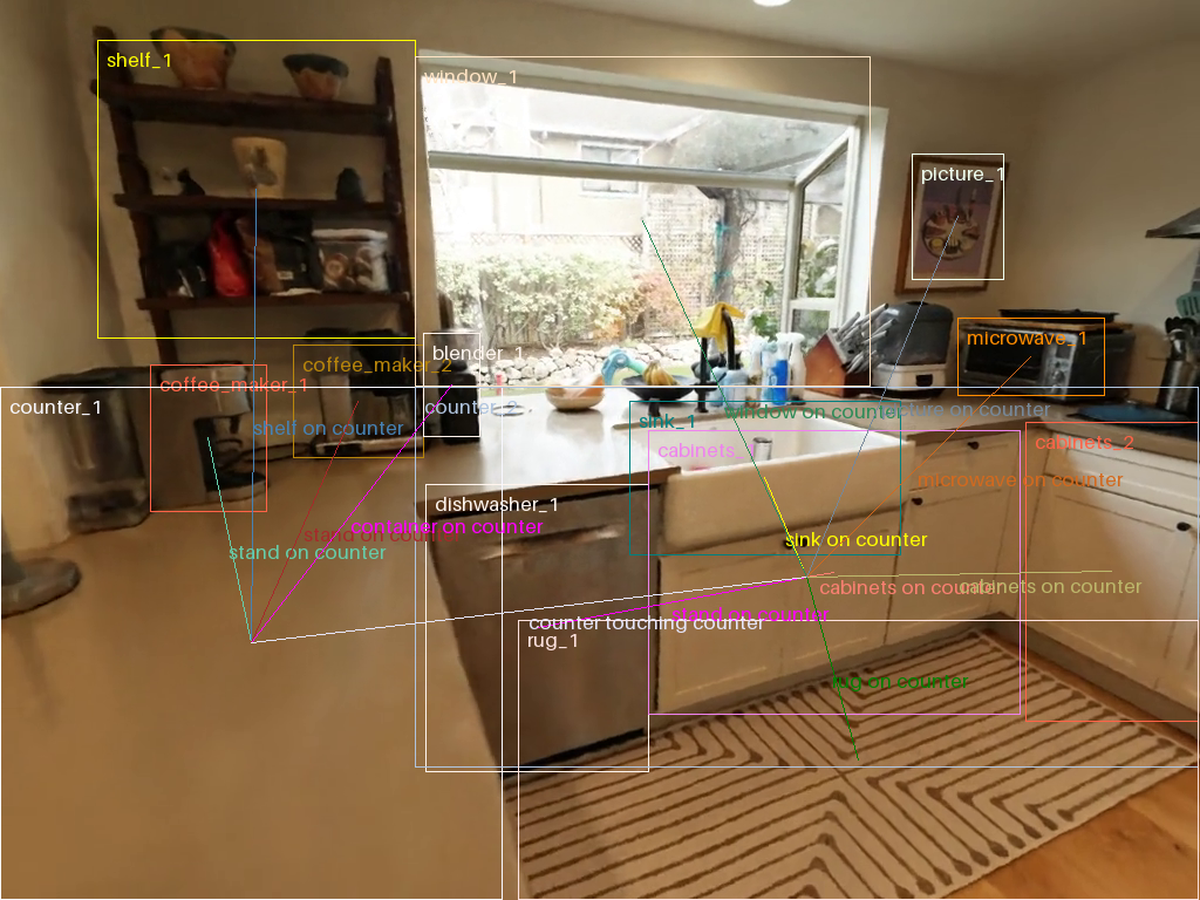 shelf_1
window_1
picture_1
microwave_1
blender_1
coffee_maker_2
coffee_maker_1
counter_1
counter_2
shelf on counter
window on counter
picture on counter
sink_1
cabinets_1
cabinets_2
microwave on counter
dishwasher_1
container on counter
stand on counter
stand on counter
sink on counter
cabinets on counter
cabinets on counter
stand on counter
counter touching counter
rug_1
rug on counter